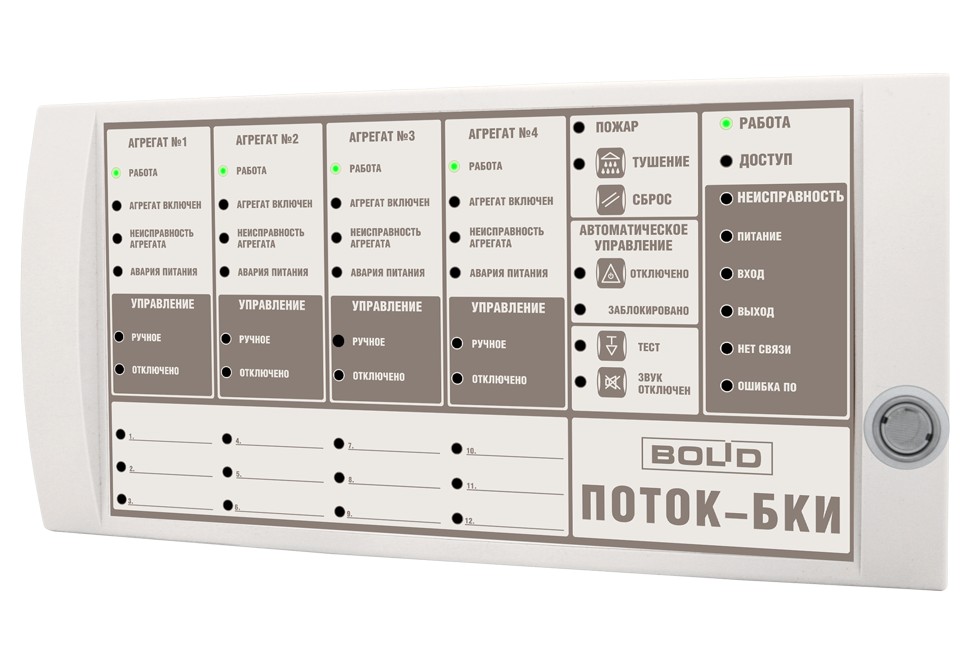 АГРЕГАТ №1
РАБОТА
АГРЕГАТ ВКЛЮЧЕН
НЕИСПРАВНОСТЬ
АГРЕГАТА
АВАРИЯ ПИТАНИЯ
УПРАВЛЕНИЕ
РУЧНОЕ
ОТКЛЮЧЕНО
АГРЕГАТ №2
РАБОТА
АГРЕГАТ ВКЛЮЧЕН
НЕИСПРАВНОСТЬ
АГРЕГАТА
АВАРИЯ ПИТАНИЯ
УПРАВЛЕНИЕ
РУЧНОЕ
ОТКЛЮЧЕНО
АГРЕГАТ №3
РАБОТА
АГРЕГАТ ВКЛЮЧЕН
НЕИСПРАВНОСТЬ
АГРЕГАТА
АВАРИЯ ПИТАНИЯ
УПРАВЛЕНИЕ
РУЧНОЕ
ОТКЛЮЧЕНО
АГРЕГАТ №4
РАБОТА
АГРЕГАТ ВКЛЮЧЕН
НЕИСПРАВНОСТЬ
АГРЕГАТА
АВАРИЯ ПИТАНИЯ
УПРАВЛЕНИЕ
РУЧНОЕ
ОТКЛЮЧЕНО
ПОЖАР
ТУШЕНИЕ
СБРОС
АВТОМАТИЧЕСКОЕ
УПРАВЛЕНИЕ
ОТКЛЮЧЕНО
ЗАБЛОКИРОВАНО
ТЕСТ
ЗВУК
ОТКЛЮЧЕН
РАБОТА
ДОСТУП
НЕИСПРАВНОСТЬ
ПИТАНИЕ
ВХОД
ВЫХОД
НЕТ СВЯЗИ
ОШИБКА ПО
1.
2.
3.
4.
5.
6.
7.
8.
9.
10.
11.
12.
BOLID
ПОТОК–БКИ